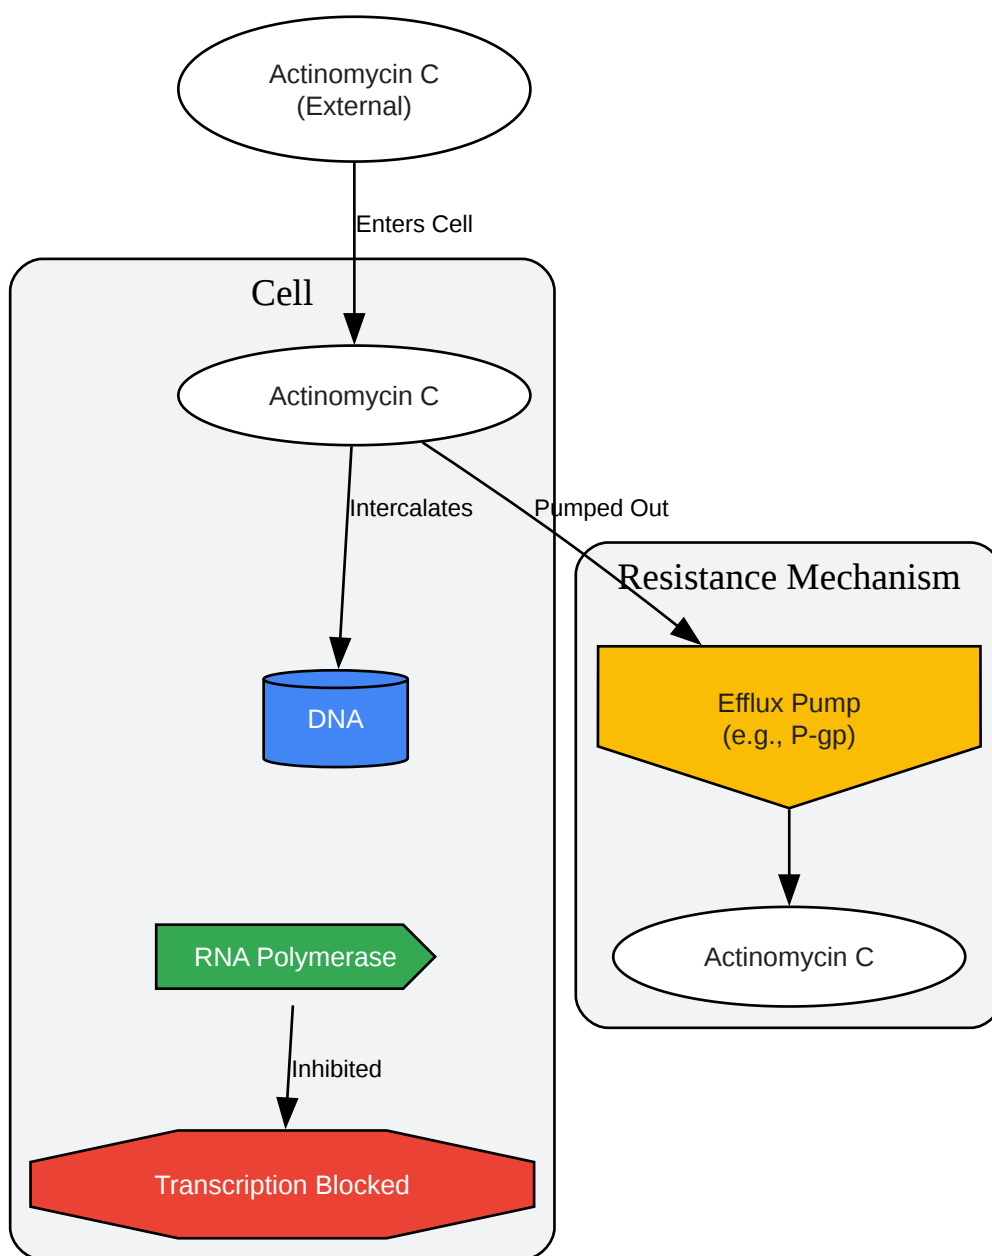 Actinomycin C
(External)
Enters Cell
Cell
Actinomycin C
Intercalates
Pumped Out
Resistance Mechanism
DNA
Efflux Pump
(e.g., P-gp)
RNA Polymerase
Actinomycin C
Inhibited
Transcription Blocked